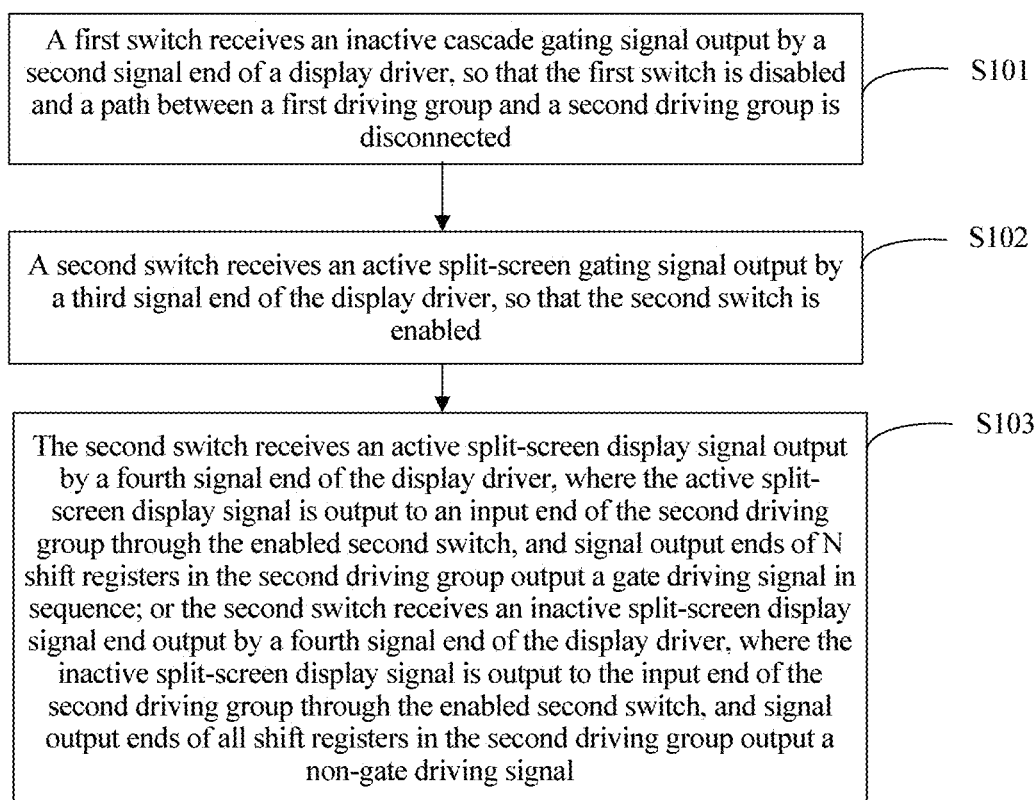 A first switch receives an inactive cascade gating signal output by a
second signal end of a display driver, so that the first switch is disabled
and a path between a first driving group and a second driving group is
disconnected
S101
A second switch receives an active split-screen gating signal output by
a third signal end of the display driver, so that the second switch is
enabled
S102
The second switch receives an active split-screen display signal output
by a fourth signal end of the display driver, where the active split-
screen display signal is output to an input end of the second driving
group through the enabled second switch, and signal output ends of N
shift registers in the second driving group output a gate driving signal in
sequence; or the second switch receives an inactive split-screen display
signal end output by a fourth signal end of the display driver, where the
inactive split-screen display signal is output to the input end of the
second driving group through the enabled second switch, and signal
output ends of all shift registers in the second driving group output a
non-gate driving signal
S103